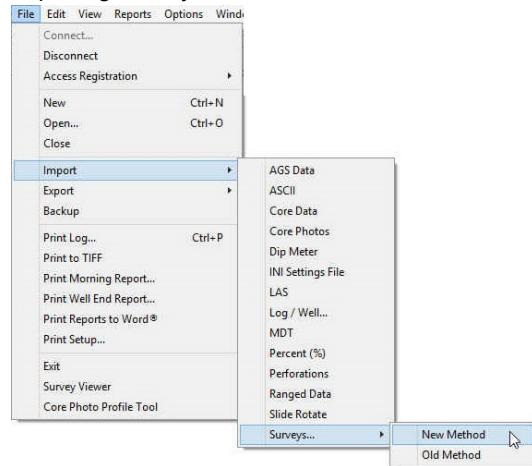 File Edit View Reports Options
Connect...
Disconnect
Access Registration
New Ctrl+N
Open... Ctrl+O
Close
Import
Export
Backup
Print Log... Ctrl+P
Print to TIFF
Print Morning Report...
Print Well End Report...
Print Reports to Word®
Print Setup...
Exit
Survey Viewer
Core Photo Profile Tool
AGS Data
ASCII
Core Data
Core Photos
Dip Meter
INI Settings File
LAS
Log / Well...
MDT
Percent (%)
Perforations
Ranged Data
Slide Rotate
Surveys...
New Method
Old Method